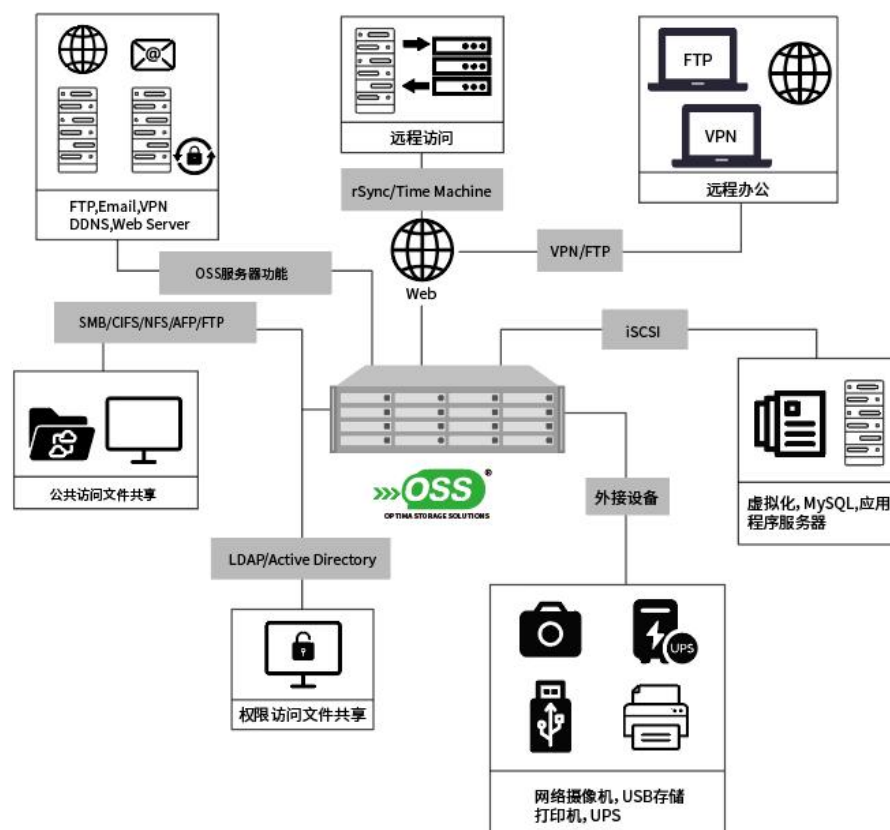 @
FTP
VPN
远程访问
远程办公
FTP,Email,VPN
DDNS,Web Server
rSync/Time Machine
VPN/FTP
OSS服务器功能
Web
SMB/CIFS/NFS/AFP/FTP
iSCSI
OSS®
OPTIMA STORAGE SOLUTIONS
公共访问文件共享
外接设备
虚拟化, MySQL,应用
程序服务器
LDAP/Active Directory
UPS
权限访问文件共享
网络摄像机, USB存储
打印机, UPS